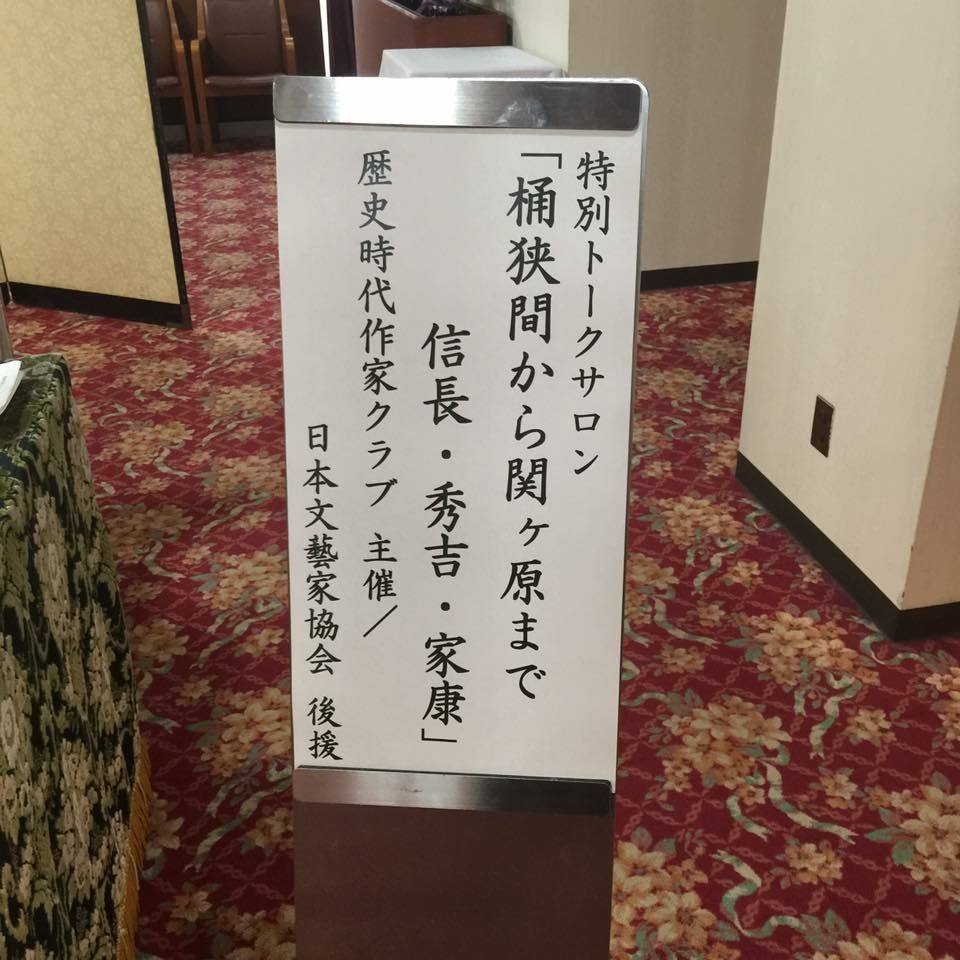 特別トークサロン
「桶狭間から関ヶ原まで
信長・秀吉・家康」
歴史時代作家クラブ 主催／
日本文藝家協会 後援